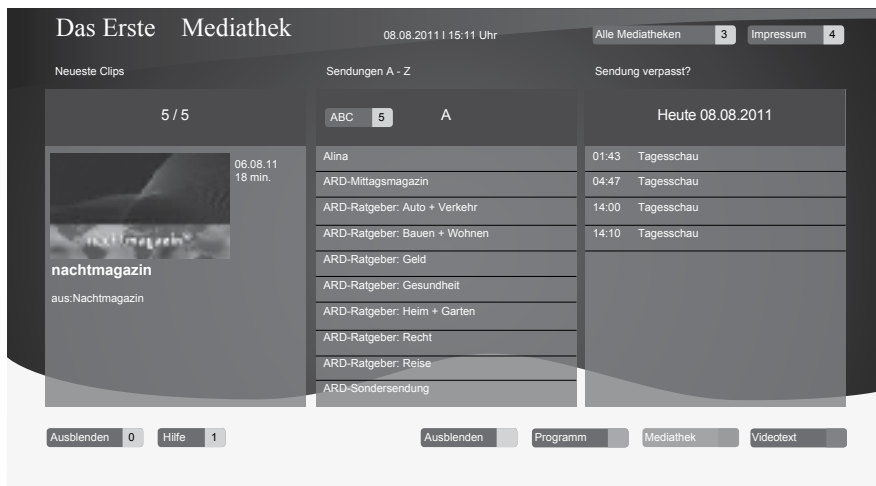 Das Erste Mediathek
08.08.2011 I 15:11 Uhr
Alle Mediatheken 3
Impressum 4
Neueste Clips
Sendungen A - Z
Sendung verpasst?
5 / 5
ABC 5
A
Heute 08.08.2011
06.08.11
18 min.
nachtmagazin
nachtmagazin
aus:Nachtmagazin
Alina
ARD-Mittagsmagazin
ARD-Ratgeber: Auto + Verkehr
ARD-Ratgeber: Bauen + Wohnen
ARD-Ratgeber: Geld
ARD-Ratgeber: Gesundheit
ARD-Ratgeber: Heim + Garten
ARD-Ratgeber: Recht
ARD-Ratgeber: Reise
ARD-Sondersendung
01:43 Tagesschau
04:47 Tagesschau
14:00 Tagesschau
14:10 Tagesschau
Ausblenden 0
Hilfe 1
Ausblenden
Programm
Mediathek
Videotext